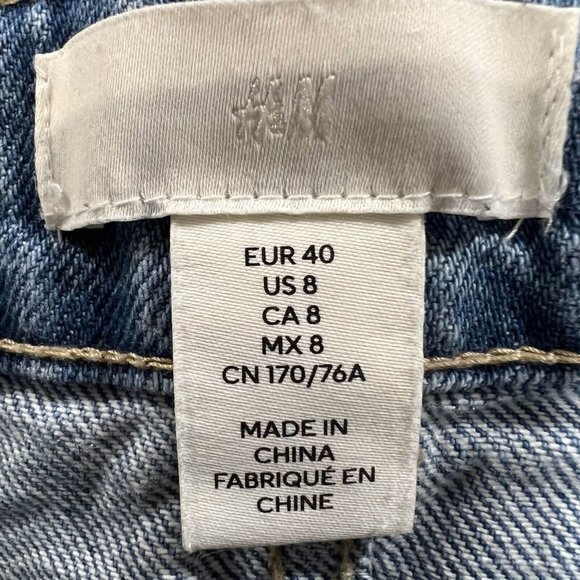 H&M
EUR 40
US 8
CA 8
MX 8
CN 170/76A
MADE IN
CHINA
FABRIQUÉ EN
CHINE